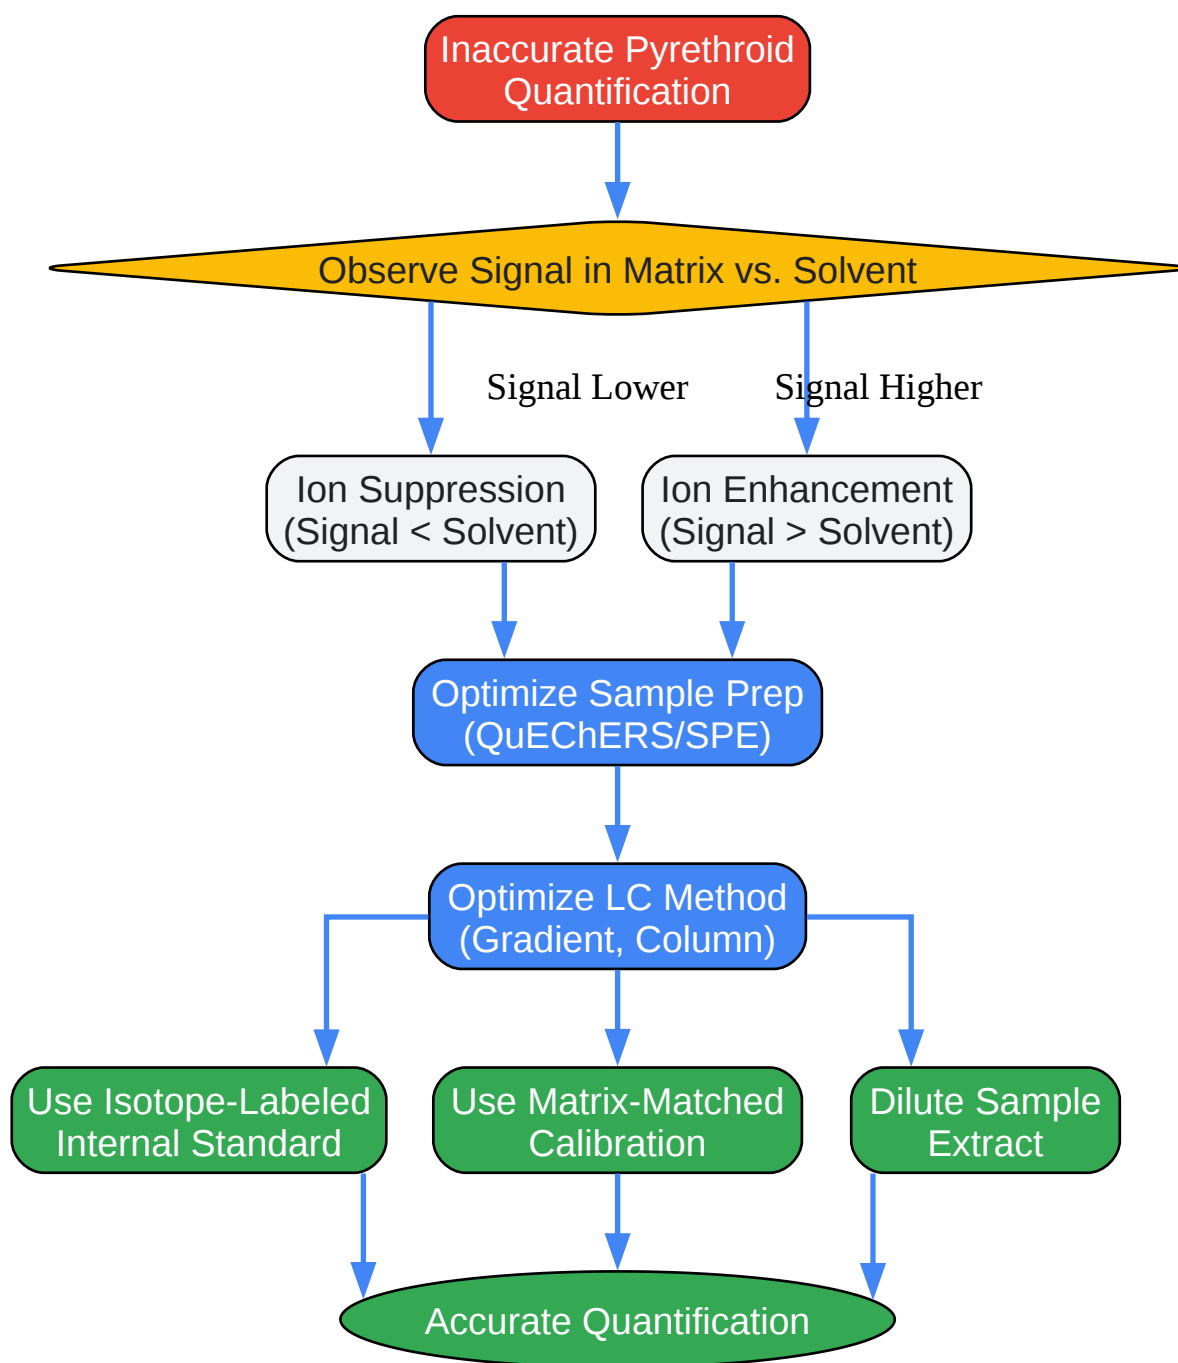 Inaccurate Pyrethroid
Quantification
Observe Signal in Matrix vs. Solvent
Signal Lower
Signal Higher
Ion Suppression
(Signal < Solvent)
Ion Enhancement
(Signal > Solvent)
Optimize Sample Prep
(QuEChERS/SPE)
Optimize LC Method
(Gradient, Column)
Use Isotope-Labeled
Internal Standard
Use Matrix-Matched
Calibration
Dilute Sample
Extract
Accurate Quantification